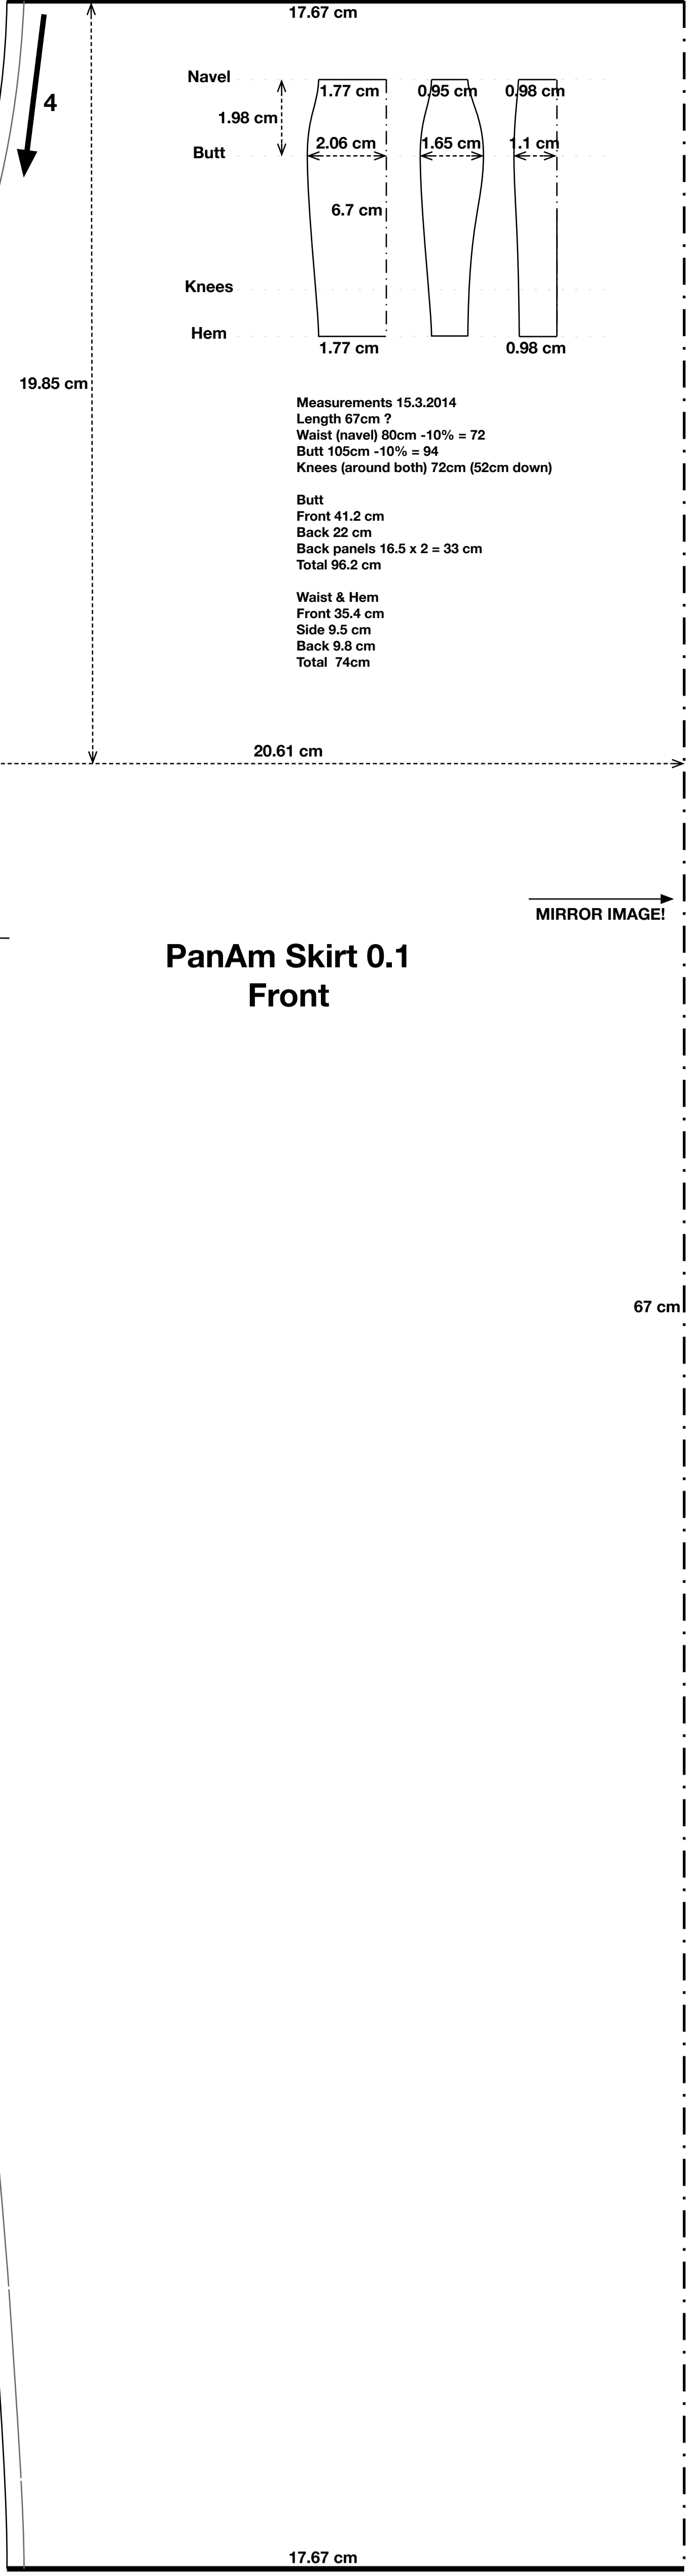 17.67 cm
4
Navel
1.77 cm 0.95 cm 0.98 cm
1.98 cm
2.06 cm 1.65 cm 1.1 cm
Butt
6.7 cm
Knees
Hem
1.77 cm 0.98 cm
19.85 cm
Measurements 15.3.2014
Length 67cm ?
Waist (navel) 80cm -10% = 72
Butt 105cm -10% = 94
Knees (around both) 72cm (52cm down)
Butt
Front 41.2 cm
Back 22 cm
Back panels 16.5 x 2 = 33 cm
Total 96.2 cm
Waist & Hem
Front 35.4 cm
Side 9.5 cm
Back 9.8 cm
Total 74cm
20.61 cm
MIRROR IMAGE!
PanAm Skirt 0.1
Front
67 cm
17.67 cm